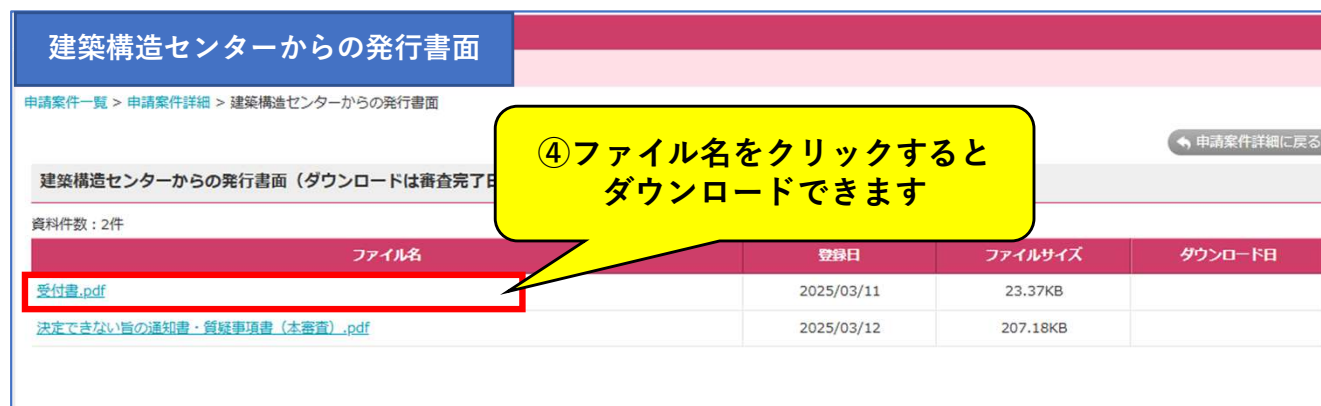 建築構造センターからの発行書面
申請案件一覧 > 申請案件詳細 > 建築構造センターからの発行書面
④ファイル名をクリックすると
ダウンロードできます
申請案件詳細に戻る
建築構造センターからの発行書面（ダウンロードは審査完了日
資料件数：2件
ファイル名 登録日 ファイルサイズ ダウンロード日
受付書.pdf 2025/03/11 23.37KB
決定できない旨の通知書・質疑事項書（本審査）.pdf 2025/03/12 207.18KB